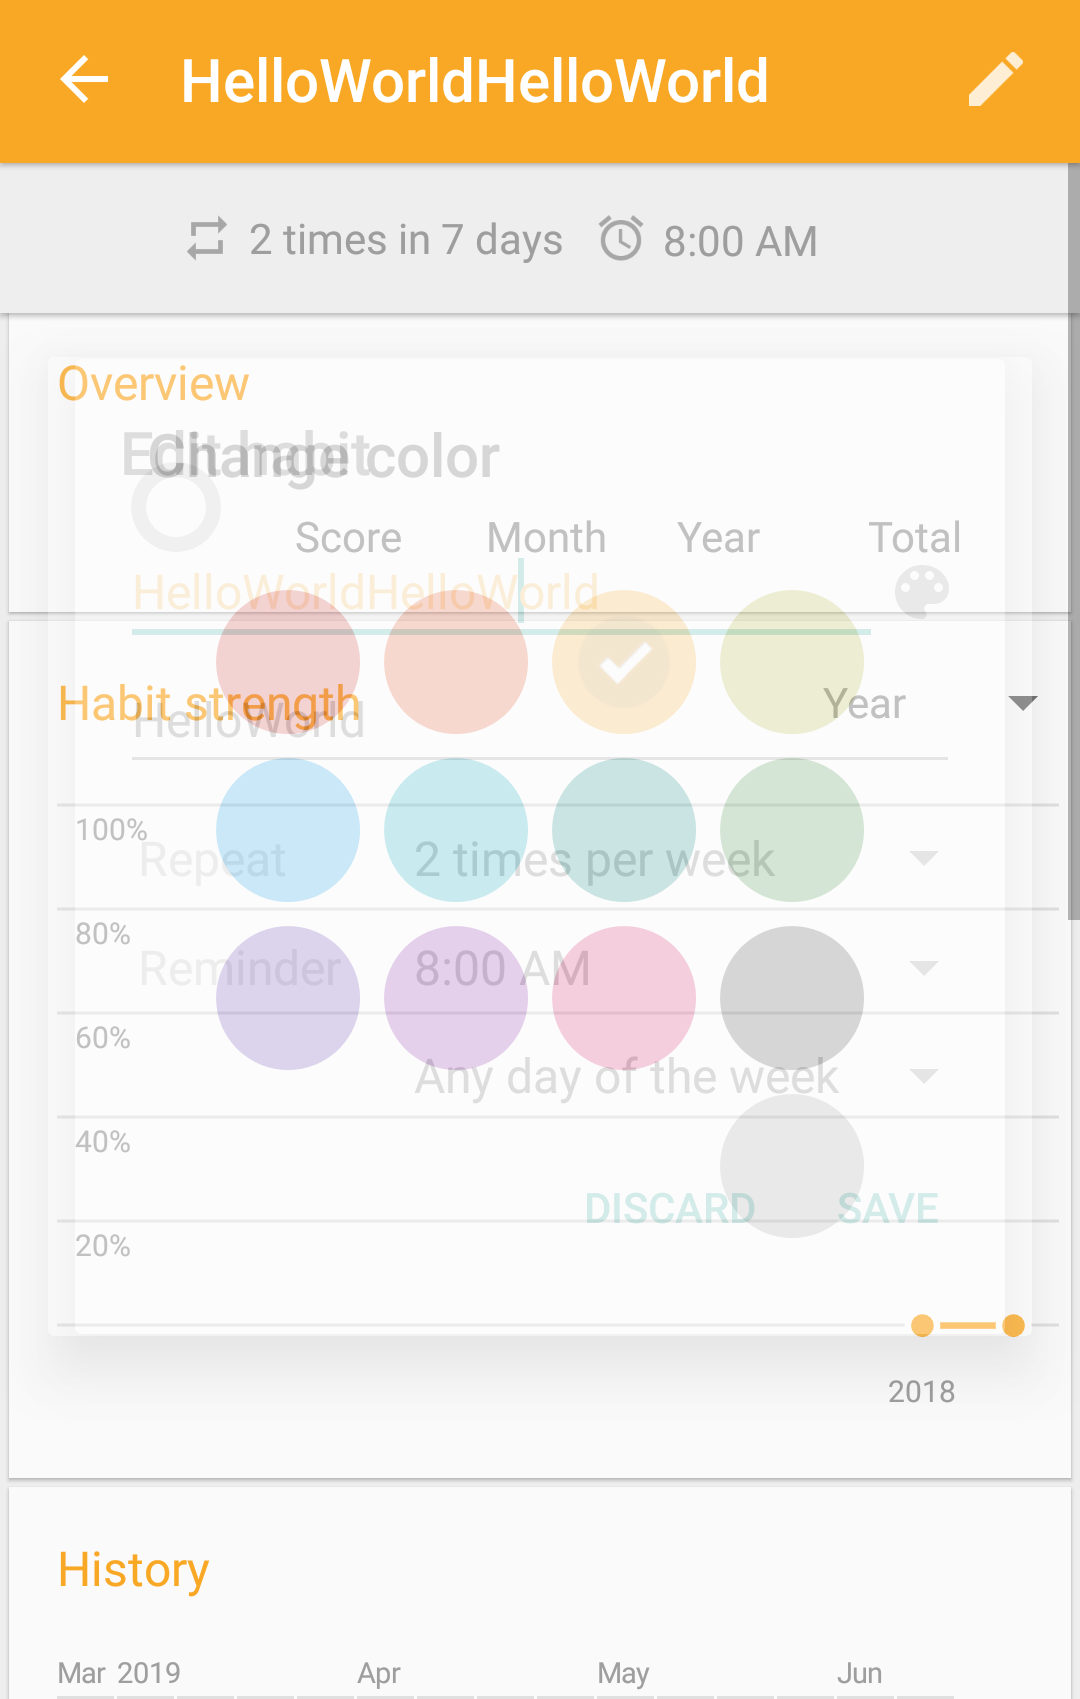 HelloWorldHelloWorld
2 times in 7 days 8:00 AM
Overview
Edit habit
Change color
Score Month Year Total
HelloWorldHelloWorld
Habit strength Year
HelloWorld
100%
Repeat 2 times per week
80%
Reminder 8:00 AM
60%
Any day of the week
40%
DISCARD SAVE
20%
2018
History
Mar 2019 Apr May Jun